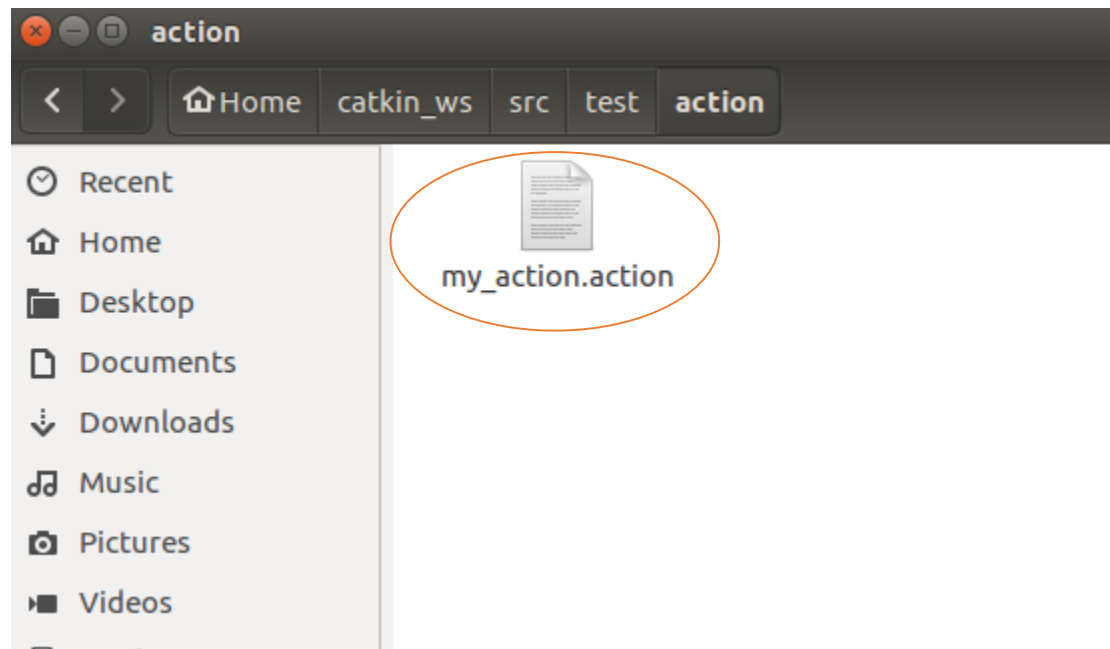 action
Home catkin_ws src test action
Recent
Home
Desktop
Documents
Downloads
Music
Pictures
Videos
my_action.action